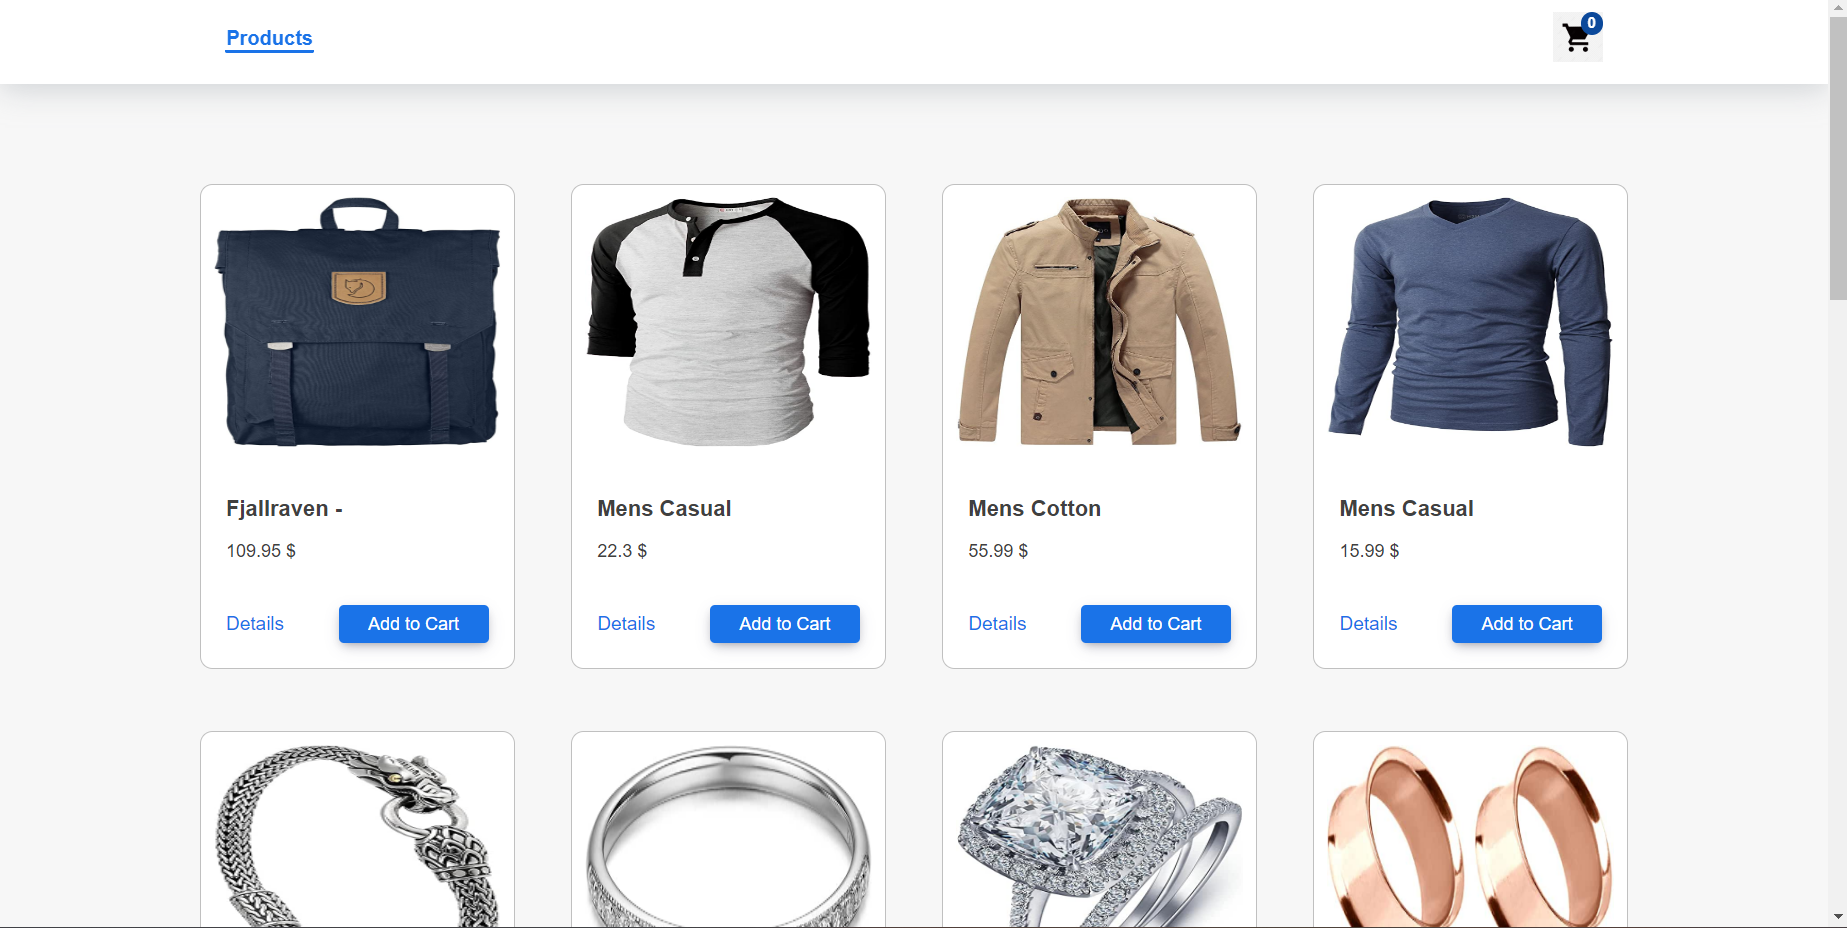 Products
0
Fjallraven -
109.95 $
Details
Add to Cart
Mens Casual
22.3 $
Details
Add to Cart
Mens Cotton
55.99 $
Details
Add to Cart
Mens Casual
15.99 $
Details
Add to Cart